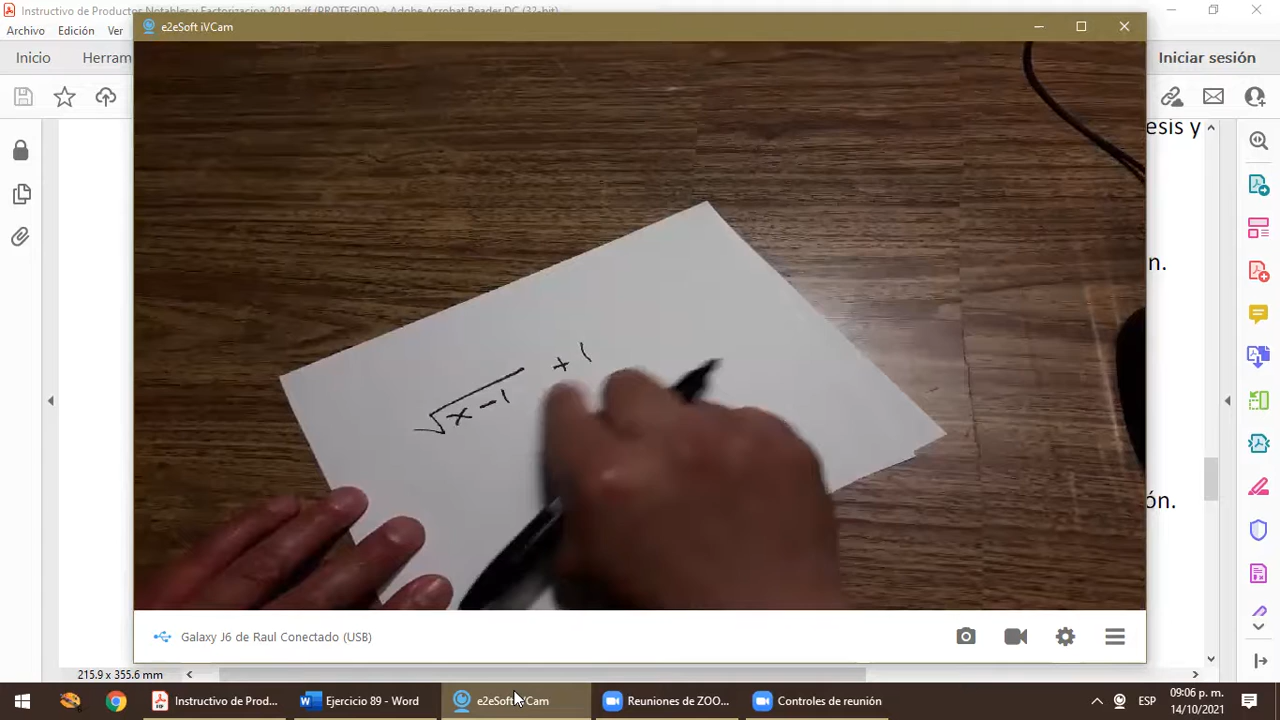 Instructivo de Productos Notables y Factorizacion 2021.pdf (PROTEGIDO) - Adobe Acrobat Reader DC (32-bit)
Archivo Edición Ver
Inicio Herram
Iniciar sesión
e2eSoft iVCam
esis y
n.
√x-1 + 1
ón.
Galaxy J6 de Raul Conectado (USB)
215.9 x 355.6 mm
Instructivo de Prod...
Ejercicio 89 - Word
e2eSoft iVCam
Reuniones de ZOO...
Controles de reunión
ESP
09:06 p. m.
14/10/2021